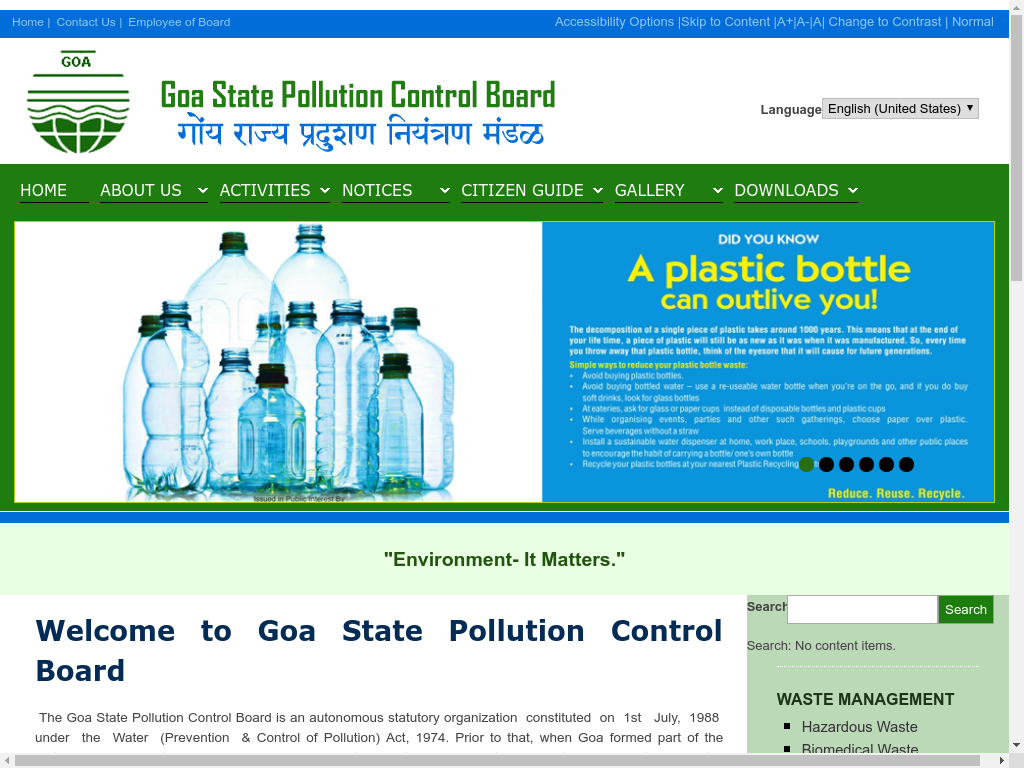 Home | Contact Us | Employee of Board
Accessibility Options |Skip to Content |A+|A-|A| Change to Contrast | Normal
GOA
Goa State Pollution Control Board
गोंय राज्य प्रदुशण नियंत्रण मंडळ
Language English (United States)
HOME ABOUT US ACTIVITIES NOTICES CITIZEN GUIDE GALLERY DOWNLOADS
DID YOU KNOW
A plastic bottle
can outlive you!
The decomposition of a single piece of plastic takes around 1000 years. This means that at the end of
your life time, a piece of plastic will still be as new as it was when it was manufactured. So, every time
you throw away that plastic bottle, think of the eyesore that it will cause for future generations.
Simple ways to reduce your plastic bottle waste:
• Avoid buying plastic bottles.
• Avoid buying bottled water – use a re-useable water bottle when you're on the go, and if you do buy
soft drinks, look for glass bottles
• At eateries, ask for glass or paper cups instead of disposable bottles and plastic cups
• While organising events, parties and other such gatherings, choose paper over plastic.
Serve beverages without a straw
• Install a sustainable water dispenser at home, work place, schools, playgrounds and other public places
to encourage the habit of carrying a bottle/ one's own bottle
• Recycle your plastic bottles at your nearest Plastic Recycling
Issued in Public Interest By
Reduce. Reuse. Recycle.
"Environment- It Matters."
Welcome to Goa State Pollution Control
Board
The Goa State Pollution Control Board is an autonomous statutory organization constituted on 1st July, 1988
under the Water (Prevention & Control of Pollution) Act, 1974. Prior to that, when Goa formed part of the
Search Search
Search: No content items.
WASTE MANAGEMENT
Hazardous Waste
Biomedical Waste